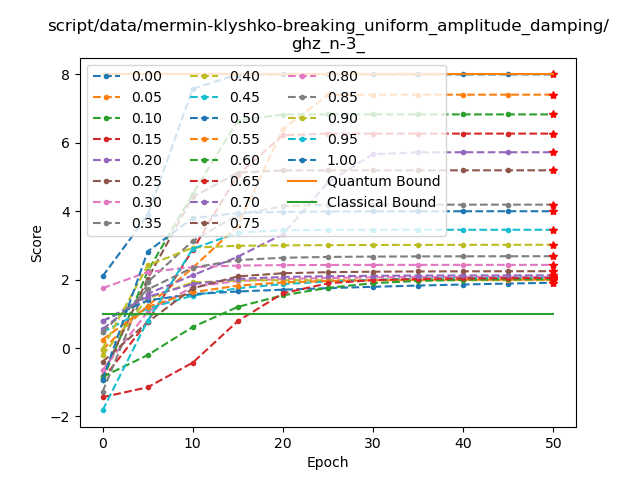 script/data/mermin-klyshko-breaking_uniform_amplitude_damping/
ghz_n-3_
8
6
4
2
0
−2
Score
0.00 0.40 0.80
0.05 0.45 0.85
0.10 0.50 0.90
0.15 0.55 0.95
0.20 0.60 1.00
0.25 0.65 Quantum Bound
0.30 0.70 Classical Bound
0.35 0.75
0 10 20 30 40 50
Epoch